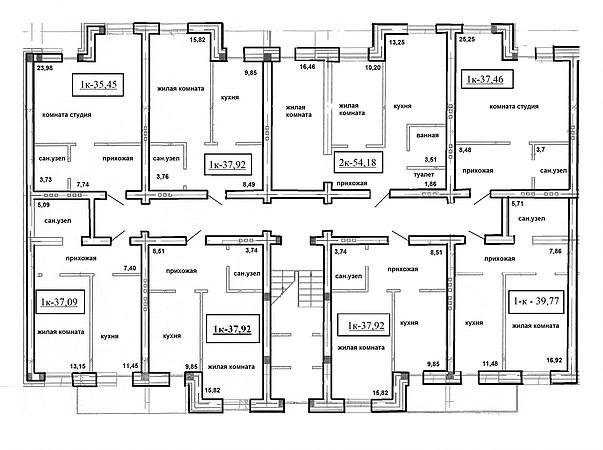 23,98
1к-35,45
комната студия
сан.узел
прихожая
3,73
7,74
15,82
9,85
жилая комната
кухня
сан.узел
1к-37,92
3,76
8,49
16,46
10,20
13,25
жилая комната
жилая комната
кухня
ванная
2к-54,18
3,51
туалет
прихожая
1,86
25,25
1к-37,46
комната студия
8,48
3,7
прихожая
сан.узел
5,09
сан.узел
прихожая
7,40
1к-37,09
жилая комната
кухня
13,15
11,45
8,51
3,74
прихожая
сан.узел
1к-37,92
кухня
жилая комната
9,85
15,82
3,74
8,51
сан.узел
прихожая
1к-37,92
кухня
жилая комната
9,85
15,82
5,71
сан.узел
7,86
прихожая
1-к - 39,77
кухня
жилая комната
11,48
16,92